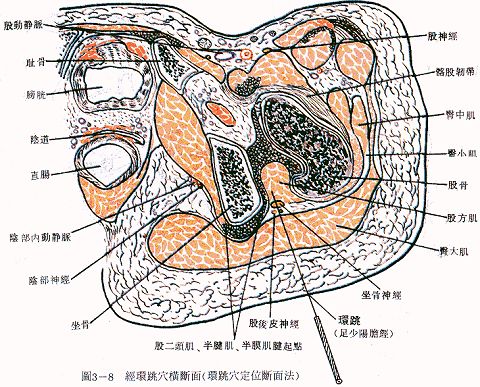 股動靜脈
耻骨
膀胱
陰道
直腸
陰部內動靜脈
陰部神經
坐骨
股二頭肌、半腱肌、半膜肌腱起點
股後皮神經
環跳
(足少陽膽經)
坐骨神經
臀大肌
股方肌
股骨
臀小肌
臀中肌
髂股韌帶
股神經
圖3-8 經環跳穴橫斷面(環跳穴定位斷面法)